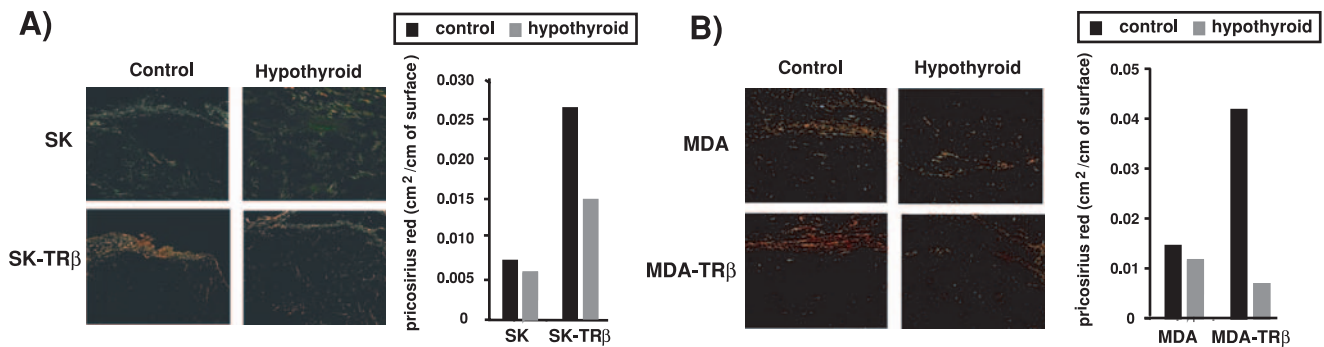 A)
control hypothyroid
Control Hypothyroid
SK
SK-TRβ
pricosirius red (cm²/cm of surface)
0.030
0.025
0.020
0.015
0.010
0.005
0
SK SK-TRβ
B)
control hypothyroid
Control Hypothyroid
MDA
MDA-TRβ
pricosirius red (cm²/cm of surface)
0.05
0.04
0.03
0.02
0.01
0
MDA MDA-TRβ